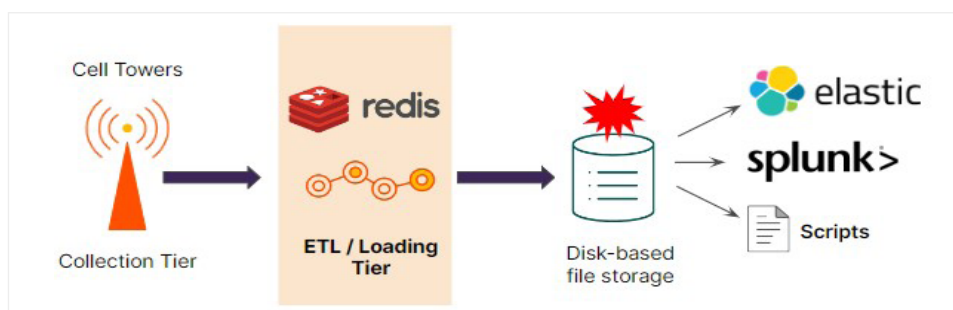 Cell Towers
Collection Tier
redis
ETL / Loading
Tier
Disk-based
file storage
elastic
splunk>
Scripts